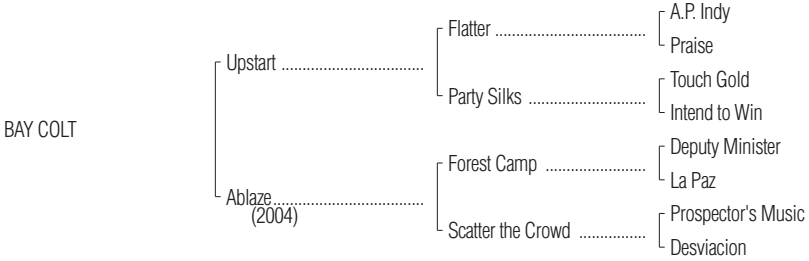 A.P. Indy
Flatter ....................................
Praise
Upstart ..................................
Touch Gold
Party Silks ............................
Intend to Win
BAY COLT
Deputy Minister
Forest Camp ........................
La Paz
Ablaze....................................
(2004)
Prospector's Music
Scatter the Crowd ................
Desviacion